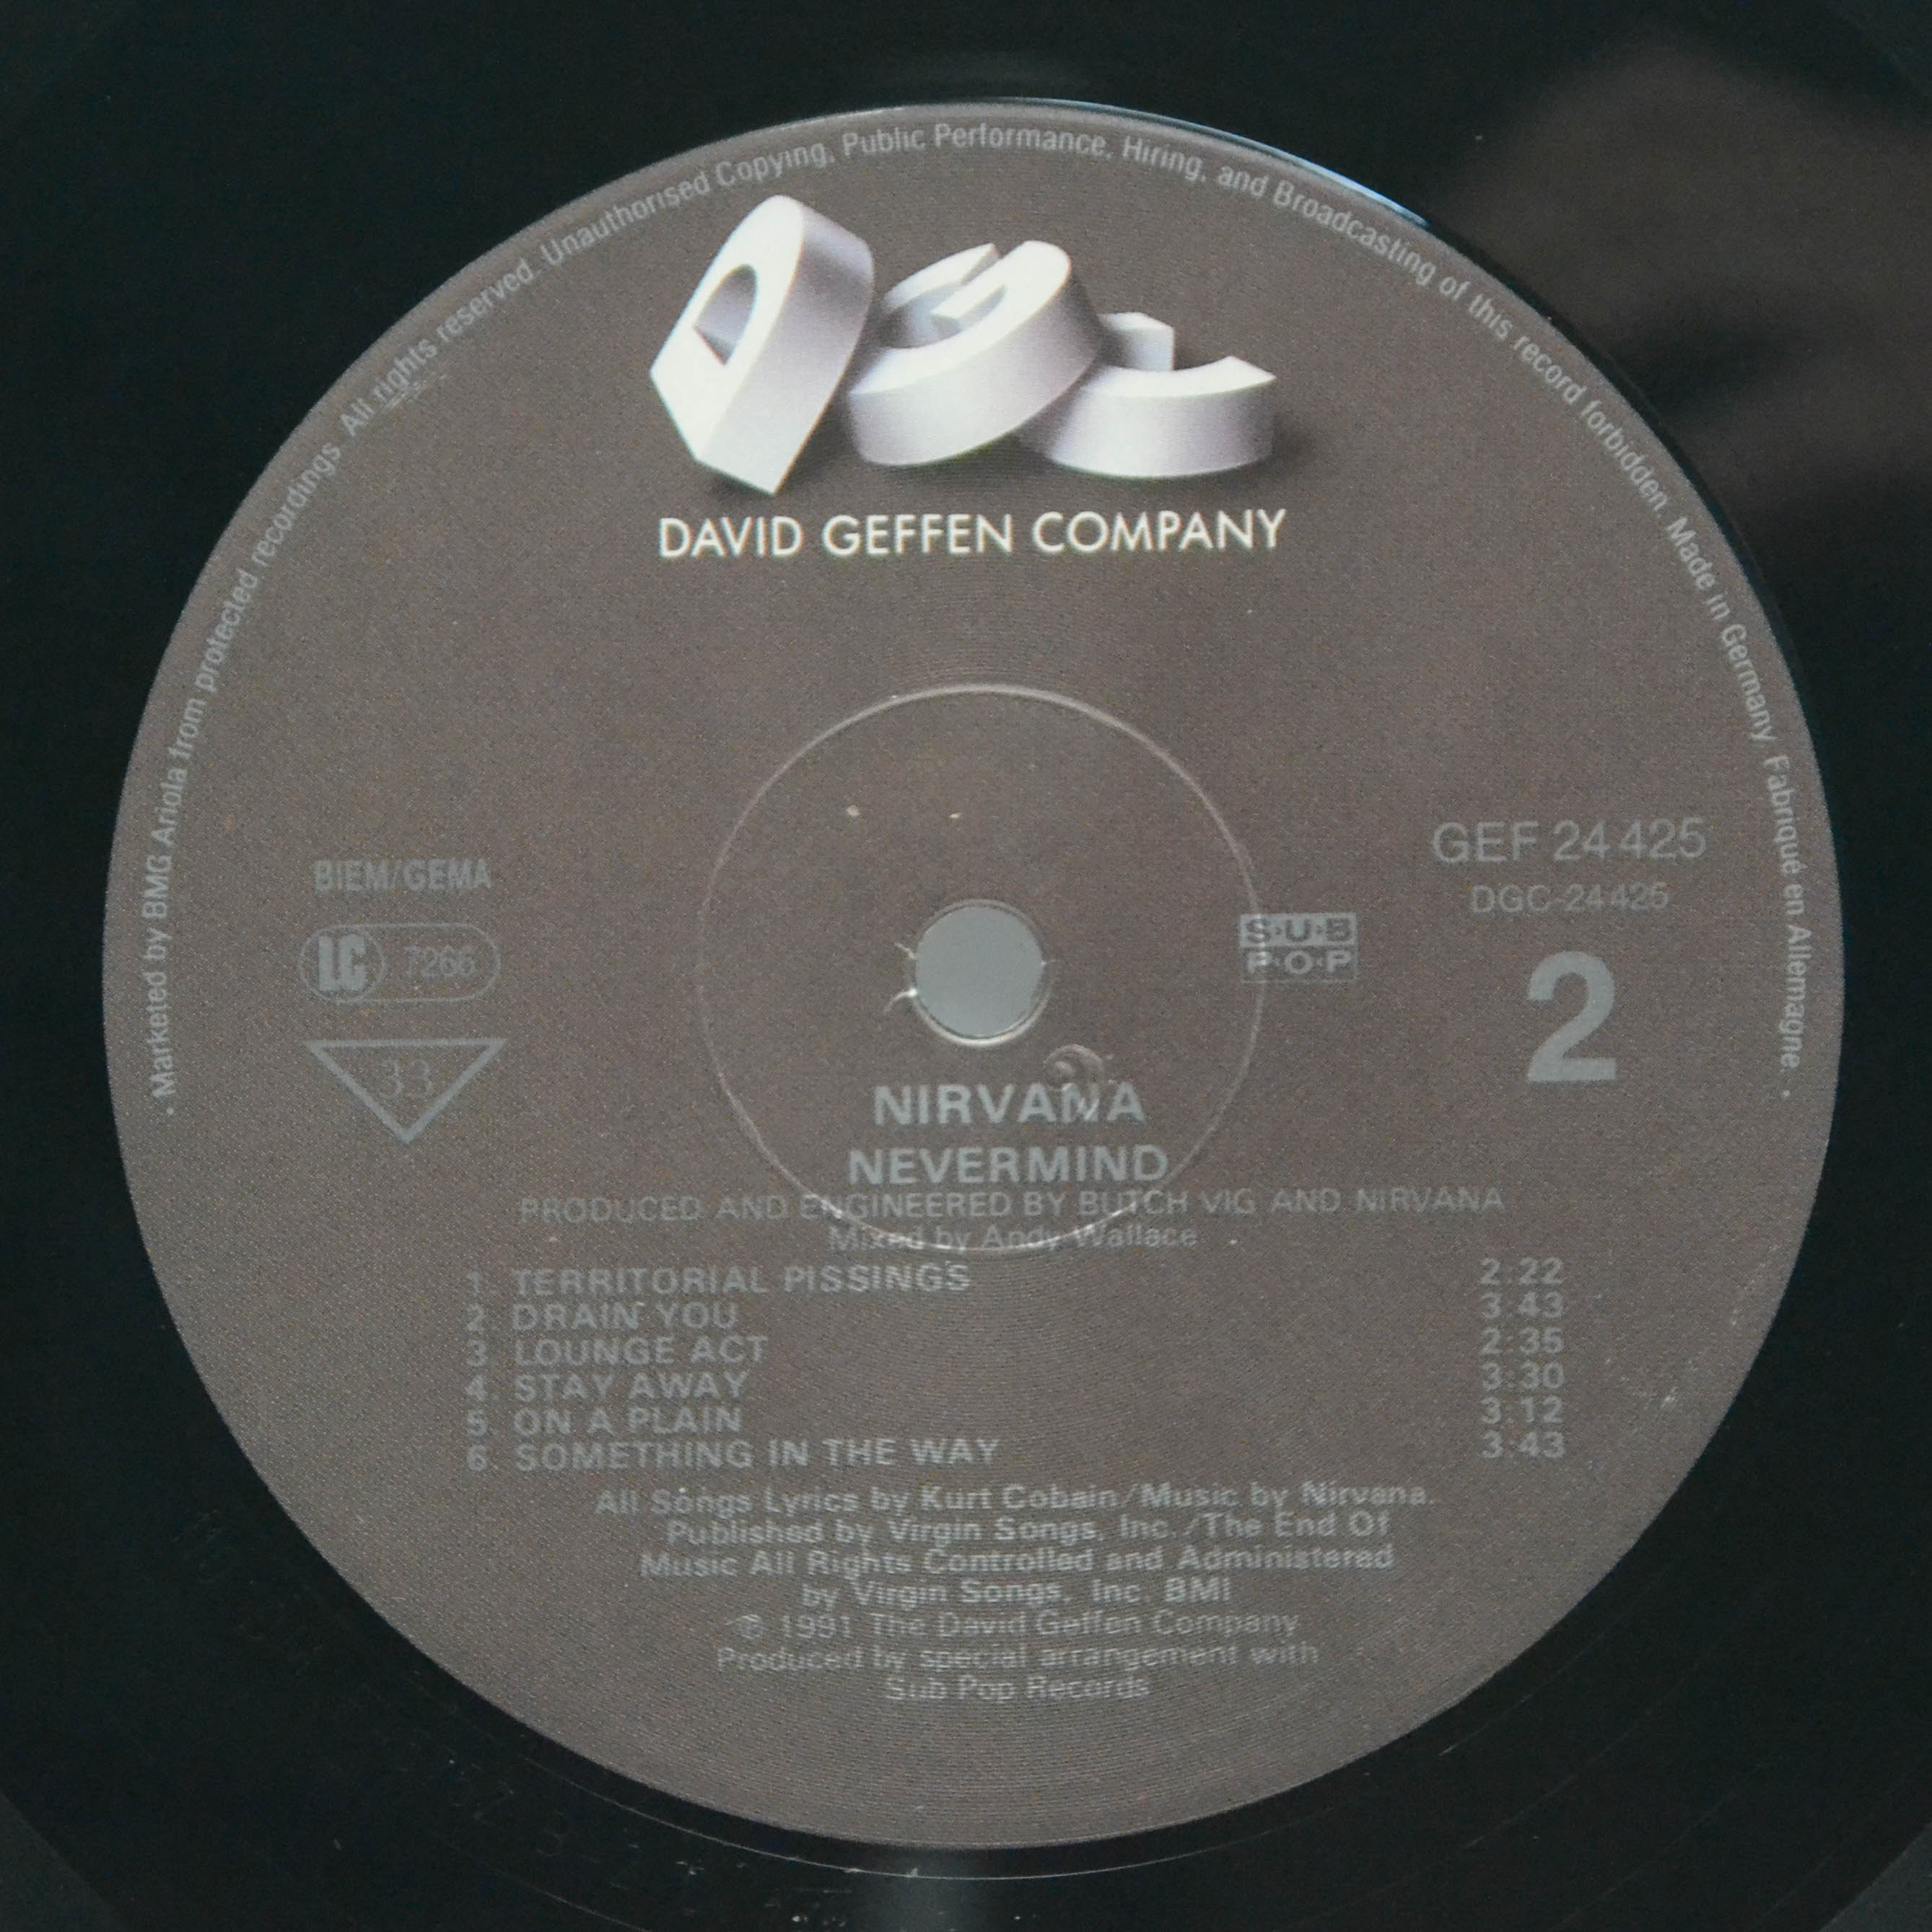 · Marketed by BMG Ariola from protected recordings. All rights reserved. Unauthorised Copying, Public Performance, Hiring, and Broadcasting of this record forbidden. Made in Germany. Fabriqué en Allemagne. ·
DGC
DAVID GEFFEN COMPANY
BIEM/GEMA
LC 7266
33
GEF 24 425
DGC-24425
S·U·B
P·O·P
2
NIRVANA
NEVERMIND
PRODUCED AND ENGINEERED BY BUTCH VIG AND NIRVANA
Mixed by Andy Wallace
1. TERRITORIAL PISSINGS 2:22
2. DRAIN YOU 3:43
3. LOUNGE ACT 2:35
4. STAY AWAY 3:30
5. ON A PLAIN 3:12
6. SOMETHING IN THE WAY 3:43
All Songs Lyrics by Kurt Cobain/Music by Nirvana.
Published by Virgin Songs, Inc./The End Of
Music All Rights Controlled and Administered
by Virgin Songs, Inc. BMI
℗ 1991 The David Geffen Company
Produced by special arrangement with
Sub Pop Records